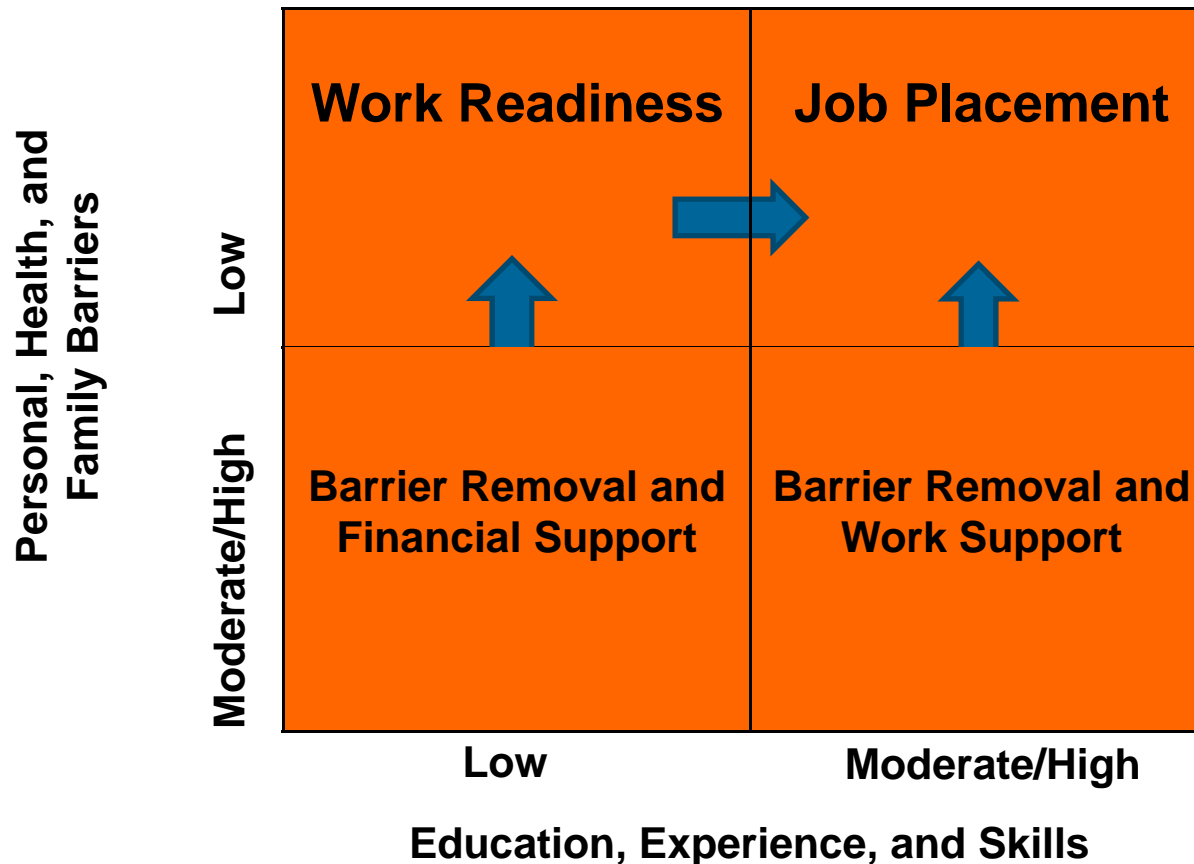 Personal, Health, and
Family Barriers
Low
Moderate/High
Work Readiness
Job Placement
Barrier Removal and
Financial Support
Barrier Removal and
Work Support
Low
Moderate/High
Education, Experience, and Skills